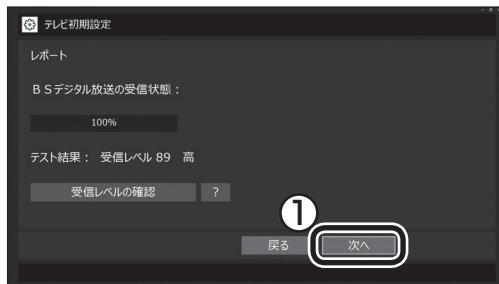 テレビ初期設定
レポート
ＢＳデジタル放送の受信状態：
100%
テスト結果： 受信レベル 89 高
受信レベルの確認 ?
①
戻る 次へ